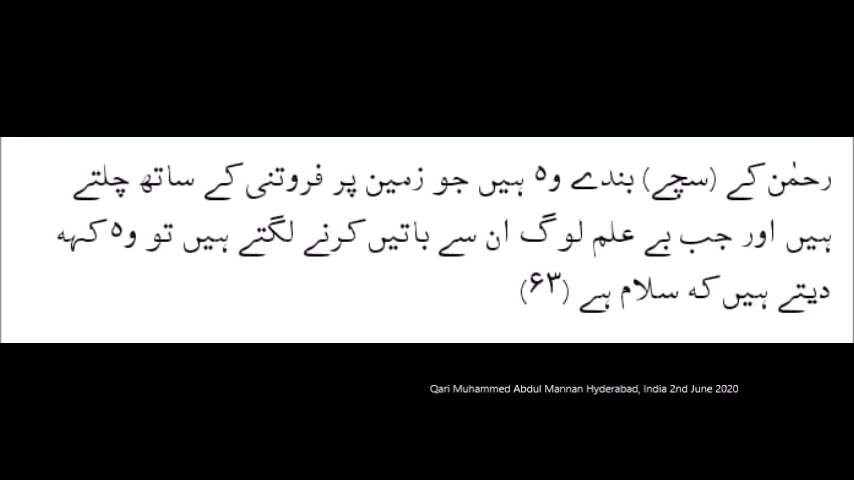 رحمٰن کے (سچے) بندے وہ ہیں جو زمین پر فروتنی کے ساتھ چلتے
ہیں اور جب بے علم لوگ ان سے باتیں کرنے لگتے ہیں تو وہ کہہ
دیتے ہیں کہ سلام ہے (۶۳)
Qari Muhammed Abdul Mannan Hyderabad, India 2nd June 2020